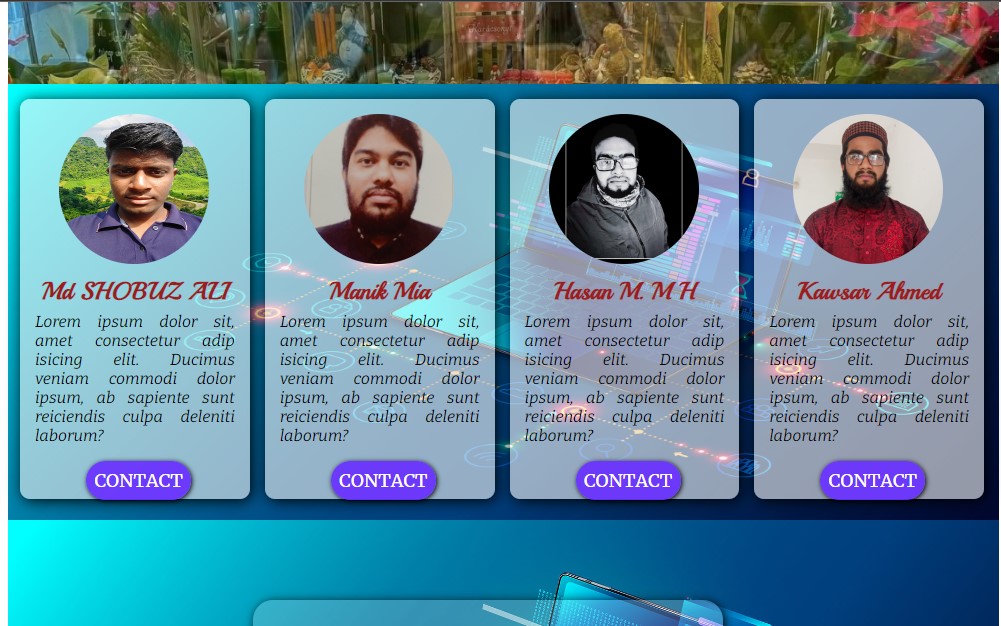 Md SHOBUZ ALI
Lorem ipsum dolor sit,
amet consectetur adip
isicing elit. Ducimus
veniam commodi dolor
ipsum, ab sapiente sunt
reiciendis culpa deleniti
laborum?
CONTACT
Manik Mia
Lorem ipsum dolor sit,
amet consectetur adip
isicing elit. Ducimus
veniam commodi dolor
ipsum, ab sapiente sunt
reiciendis culpa deleniti
laborum?
CONTACT
Hasan M. M H
Lorem ipsum dolor sit,
amet consectetur adip
isicing elit. Ducimus
veniam commodi dolor
ipsum, ab sapiente sunt
reiciendis culpa deleniti
laborum?
CONTACT
Kawsar Ahmed
Lorem ipsum dolor sit,
amet consectetur adip
isicing elit. Ducimus
veniam commodi dolor
ipsum, ab sapiente sunt
reiciendis culpa deleniti
laborum?
CONTACT